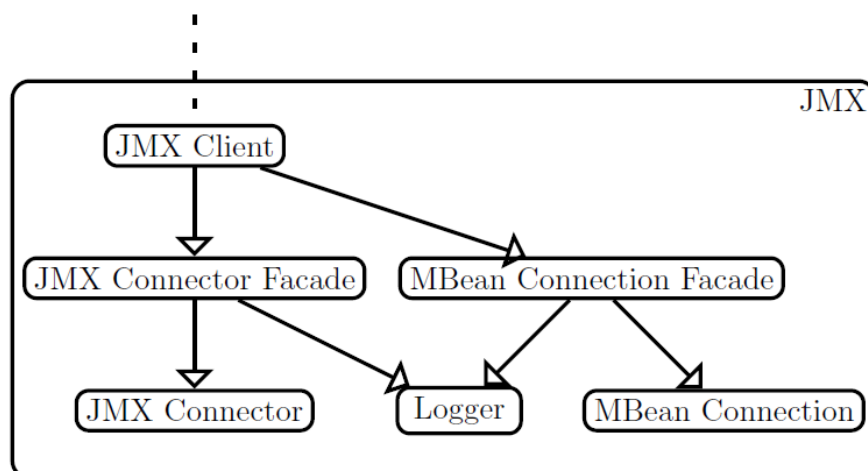 JMX
JMX Client
JMX Connector Facade
MBean Connection Facade
JMX Connector
Logger
MBean Connection